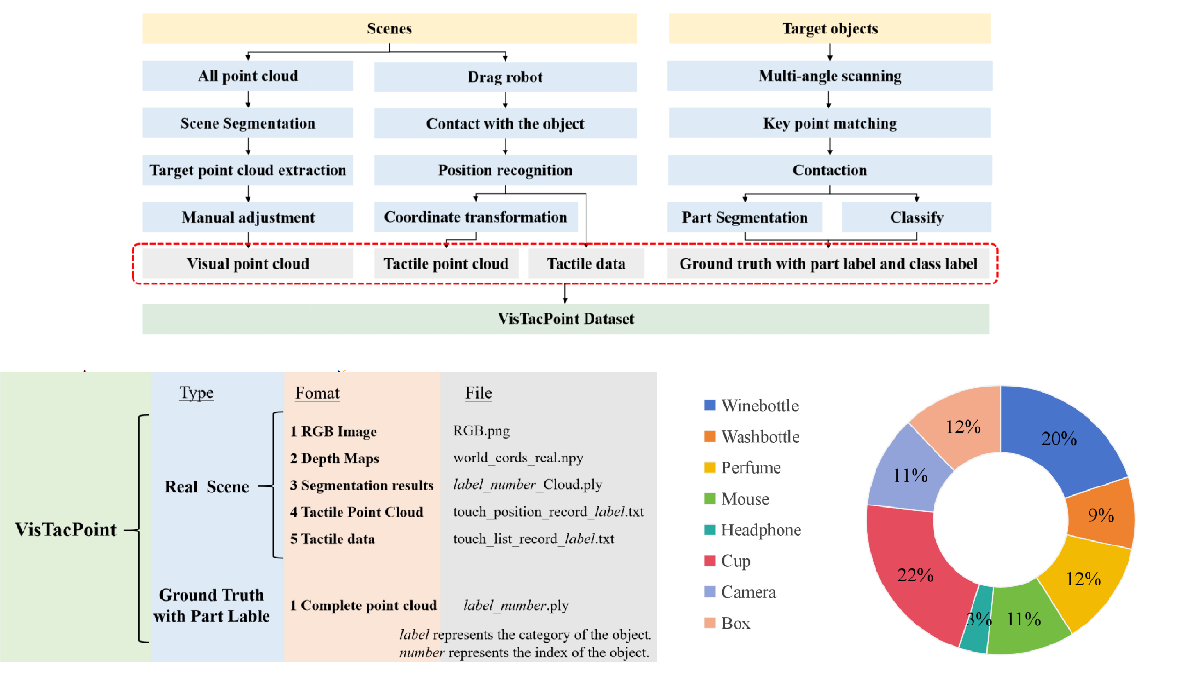 Scenes
Target objects
All point cloud
Drag robot
Multi-angle scanning
Scene Segmentation
Contact with the object
Key point matching
Target point cloud extraction
Position recognition
Contaction
Manual adjustment
Coordinate transformation
Part Segmentation
Classify
Visual point cloud
Tactile point cloud
Tactile data
Ground truth with part label and class label
VisTacPoint Dataset
VisTacPoint
Type
Fomat
File
Real Scene
1 RGB Image
RGB.png
2 Depth Maps
world_cords_real.npy
3 Segmentation results
label_number_Cloud.ply
4 Tactile Point Cloud
touch_position_record_label.txt
5 Tactile data
touch_list_record_label.txt
Ground Truth
with Part Lable
1 Complete point cloud
label_number.ply
label represents the category of the object.
number represents the index of the object.
Winebottle
Washbottle
Perfume
Mouse
Headphone
Cup
Camera
Box
20%
9%
12%
11%
3%
22%
11%
12%